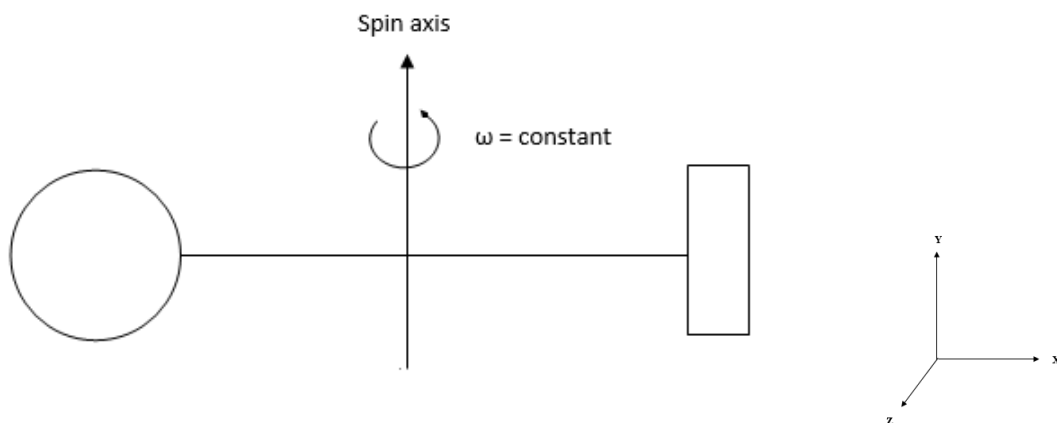 Spin axis
ω = constant
Y
X
Z